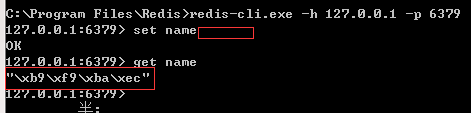 C:\Program Files\Redis>redis-cli.exe -h 127.0.0.1 -p 6379
127.0.0.1:6379> set name
OK
127.0.0.1:6379> get name
"\xb9\xf9\xba\xec"
127.0.0.1:6379>
半: